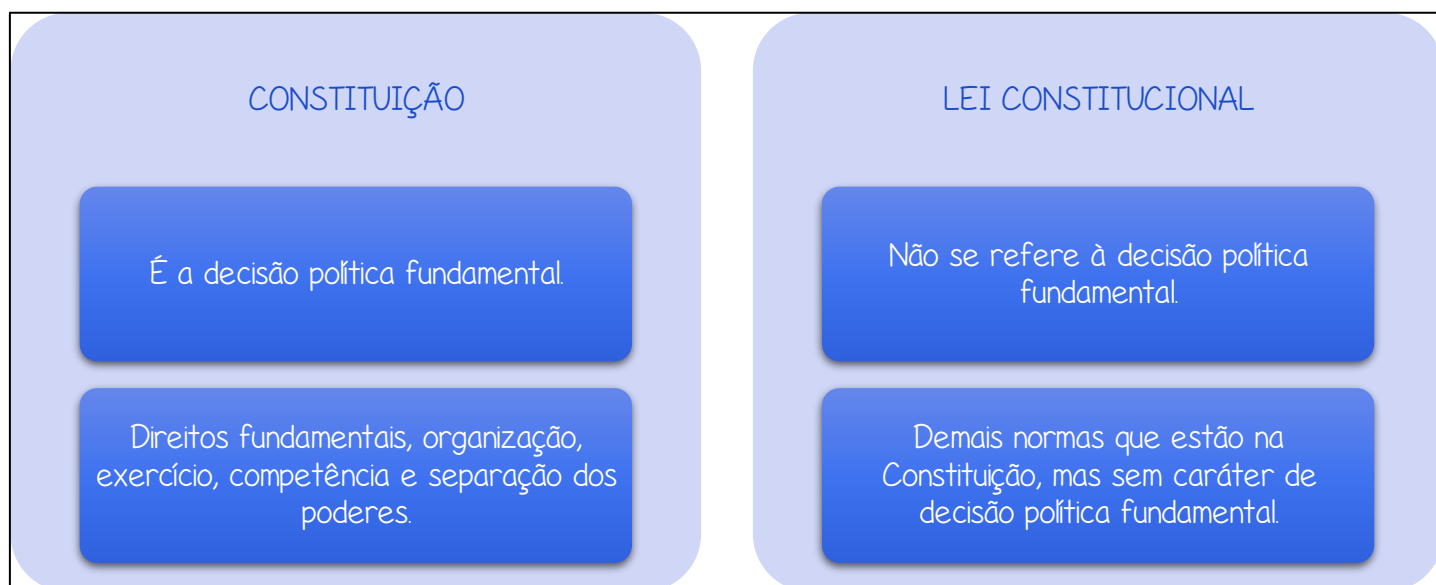 CONSTITUIÇÃO
É a decisão política fundamental.
Direitos fundamentais, organização,
exercício, competência e separação dos
poderes.
LEI CONSTITUCIONAL
Não se refere à decisão política
fundamental.
Demais normas que estão na
Constituição, mas sem caráter de
decisão política fundamental.